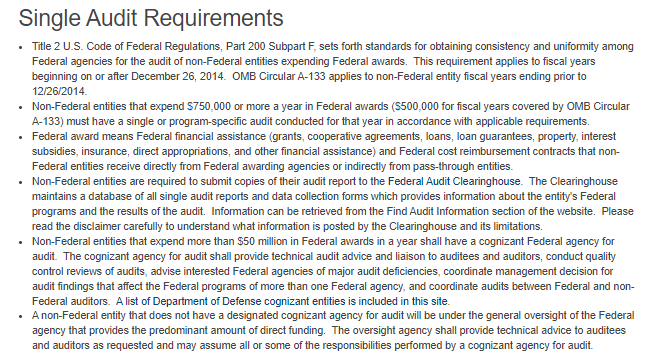 Single Audit Requirements
• Title 2 U.S. Code of Federal Regulations, Part 200 Subpart F, sets forth standards for obtaining consistency and uniformity among
Federal agencies for the audit of non-Federal entities expending Federal awards.  This requirement applies to fiscal years
beginning on or after December 26, 2014.  OMB Circular A-133 applies to non-Federal entity fiscal years ending prior to
12/26/2014.
• Non-Federal entities that expend $750,000 or more a year in Federal awards ($500,000 for fiscal years covered by OMB Circular
A-133) must have a single or program-specific audit conducted for that year in accordance with applicable requirements.
• Federal award means Federal financial assistance (grants, cooperative agreements, loans, loan guarantees, property, interest
subsidies, insurance, direct appropriations, and other financial assistance) and Federal cost reimbursement contracts that non-
Federal entities receive directly from Federal awarding agencies or indirectly from pass-through entities.
• Non-Federal entities are required to submit copies of their audit report to the Federal Audit Clearinghouse.  The Clearinghouse
maintains a database of all single audit reports and data collection forms which provides information about the entity's Federal
programs and the results of the audit.  Information can be retrieved from the Find Audit Information section of the website.  Please
read the disclaimer carefully to understand what information is posted by the Clearinghouse and its limitations.
• Non-Federal entities that expend more than $50 million in Federal awards in a year shall have a cognizant Federal agency for
audit.  The cognizant agency for audit shall provide technical audit advice and liaison to auditees and auditors, conduct quality
control reviews of audits, advise interested Federal agencies of major audit deficiencies, coordinate management decision for
audit findings that affect the Federal programs of more than one Federal agency, and coordinate audits between Federal and non-
Federal auditors.  A list of Department of Defense cognizant entities is included in this site.
• A non-Federal entity that does not have a designated cognizant agency for audit will be under the general oversight of the Federal
agency that provides the predominant amount of direct funding.  The oversight agency shall provide technical advice to auditees
and auditors as requested and may assume all or some of the responsibilities performed by a cognizant agency for audit.